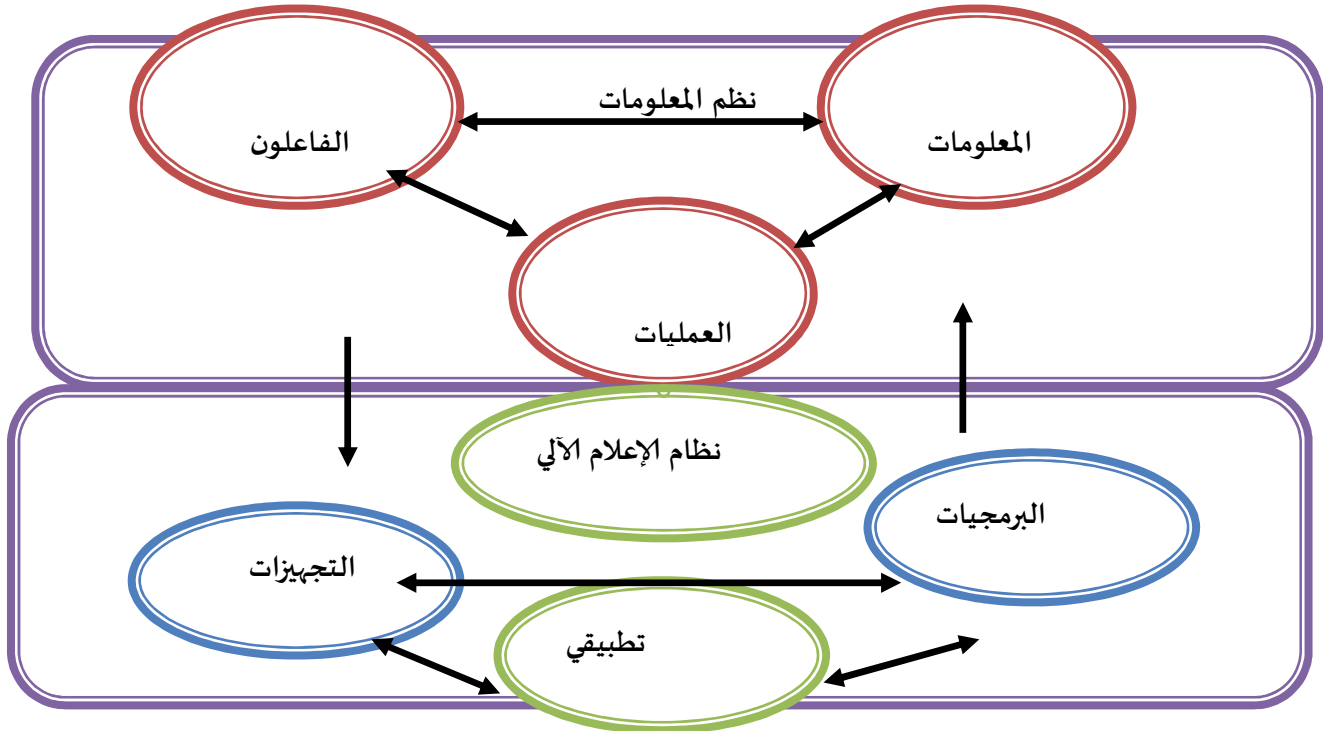 نظم المعلومات
المعلومات
الفاعلون
العمليات
نظام الإعلام الآلي
البرمجيات
التجهيزات
تطبيقي